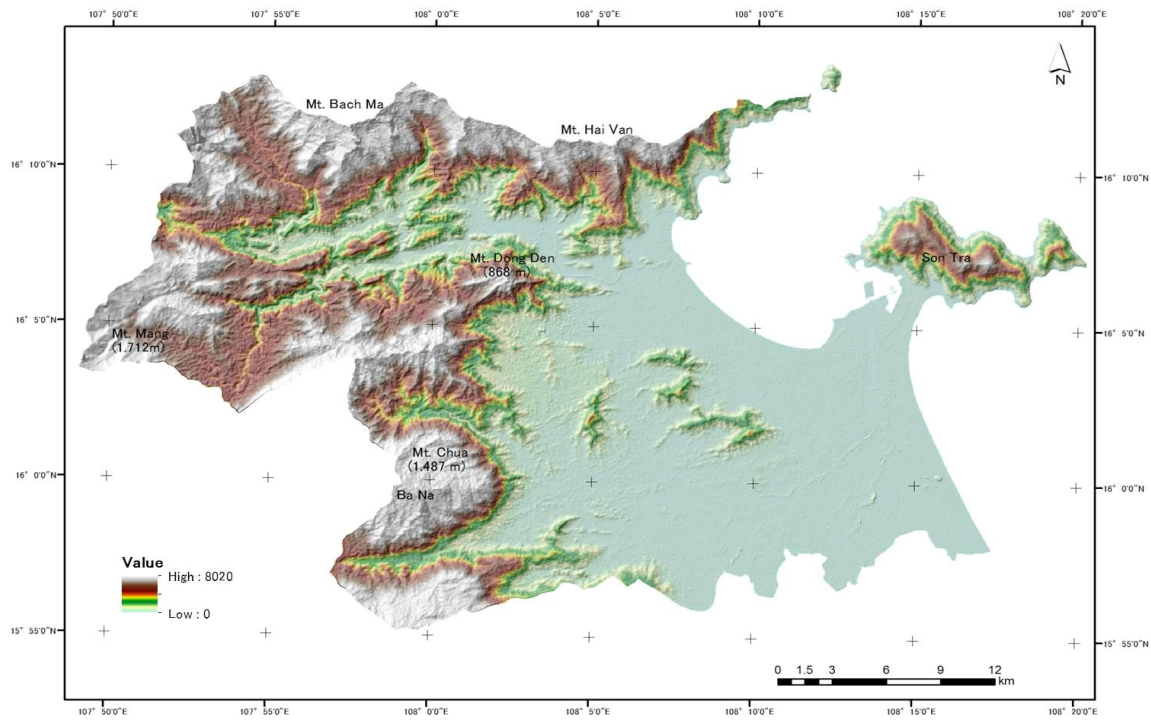 107° 50'0"E 107° 55'0"E 108° 0'0"E 108° 5'0"E 108° 10'0"E 108° 15'0"E 108° 20'0"E
N
Mt. Bach Ma
Mt. Hai Van
16° 10'0"N
16° 10'0"N
Mt. Dong Den
(868 m)
Son Tra
16° 5'0"N
16° 5'0"N
Mt. Mang
(1.712m)
Mt. Chua
(1,487 m)
16° 0'0"N
16° 0'0"N
Ba Na
Value
High : 8020
Low : 0
15° 55'0"N
15° 55'0"N
0 1.5 3 6 9 12
km
107° 50'0"E 107° 55'0"E 108° 0'0"E 108° 5'0"E 108° 10'0"E 108° 15'0"E 108° 20'0"E